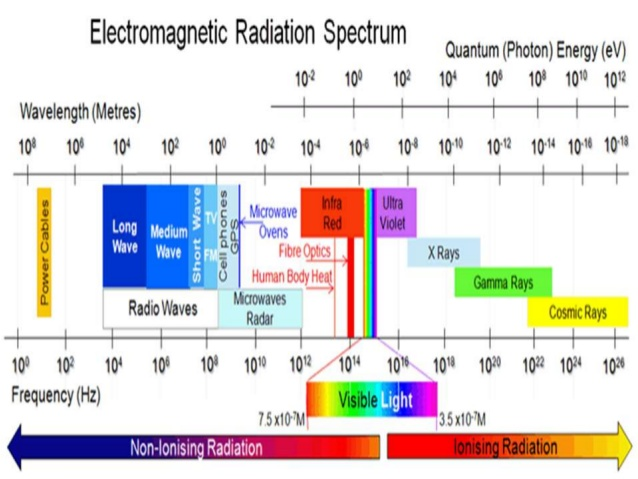 Electromagnetic Radiation Spectrum
Quantum (Photon) Energy (eV)
10⁻² 10⁰ 10² 10⁴ 10⁶ 10⁸ 10¹⁰ 10¹²
Wavelength (Metres)
10⁸ 10⁶ 10⁴ 10² 10⁰ 10⁻² 10⁻⁴ 10⁻⁶ 10⁻⁸ 10⁻¹⁰ 10⁻¹² 10⁻¹⁴ 10⁻¹⁶ 10⁻¹⁸
Power Cables
Long
Wave
Medium
Wave
Short Wave
TV
FM
Cell phones
GPS
Microwave
Ovens
Infra
Red
Ultra
Violet
Fibre Optics
Human Body Heat
X Rays
Gamma Rays
Cosmic Rays
Radio Waves
Microwaves
Radar
10⁰ 10² 10⁴ 10⁶ 10⁸ 10¹⁰ 10¹² 10¹⁴ 10¹⁶ 10¹⁸ 10²⁰ 10²² 10²⁴ 10²⁶
Frequency (Hz)
Visible Light
7.5 x10⁻⁷M
3.5 x10⁻⁷M
Non-Ionising Radiation
Ionising Radiation